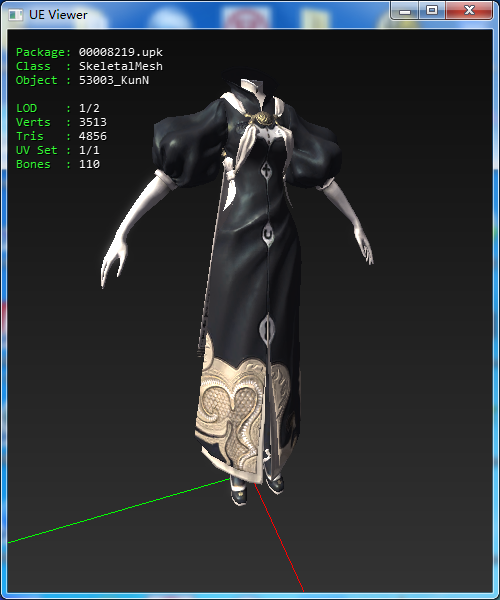 UE Viewer
Package: 00008219.upk
Class : SkeletalMesh
Object : 53003_KunN
LOD : 1/2
Verts : 3513
Tris : 4856
UV Set : 1/1
Bones : 110